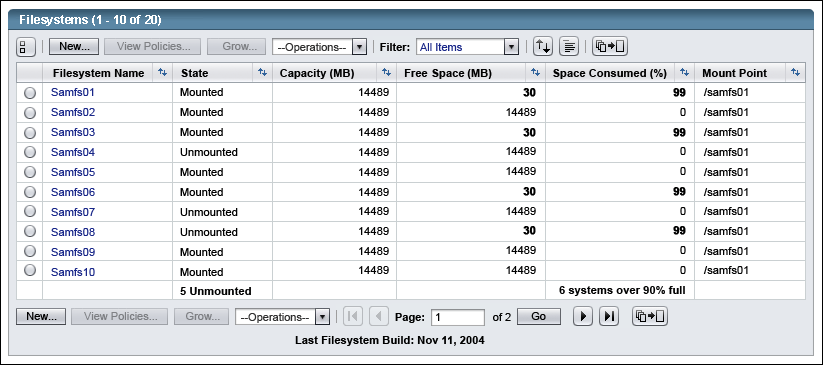 Filesystems (1 - 10 of 20)
New... View Policies... Grow... --Operations-- Filter: All Items
Filesystem Name State Capacity (MB) Free Space (MB) Space Consumed (%) Mount Point
Samfs01 Mounted 14489 30 99 /samfs01
Samfs02 Mounted 14489 14489 0 /samfs01
Samfs03 Mounted 14489 30 99 /samfs01
Samfs04 Unmounted 14489 14489 0 /samfs01
Samfs05 Mounted 14489 14489 0 /samfs01
Samfs06 Mounted 14489 30 99 /samfs01
Samfs07 Unmounted 14489 14489 0 /samfs01
Samfs08 Unmounted 14489 30 99 /samfs01
Samfs09 Mounted 14489 14489 0 /samfs01
Samfs10 Mounted 14489 14489 0 /samfs01
5 Unmounted 6 systems over 90% full
New... View Policies... Grow... --Operations-- Page: 1 of 2 Go
Last Filesystem Build: Nov 11, 2004